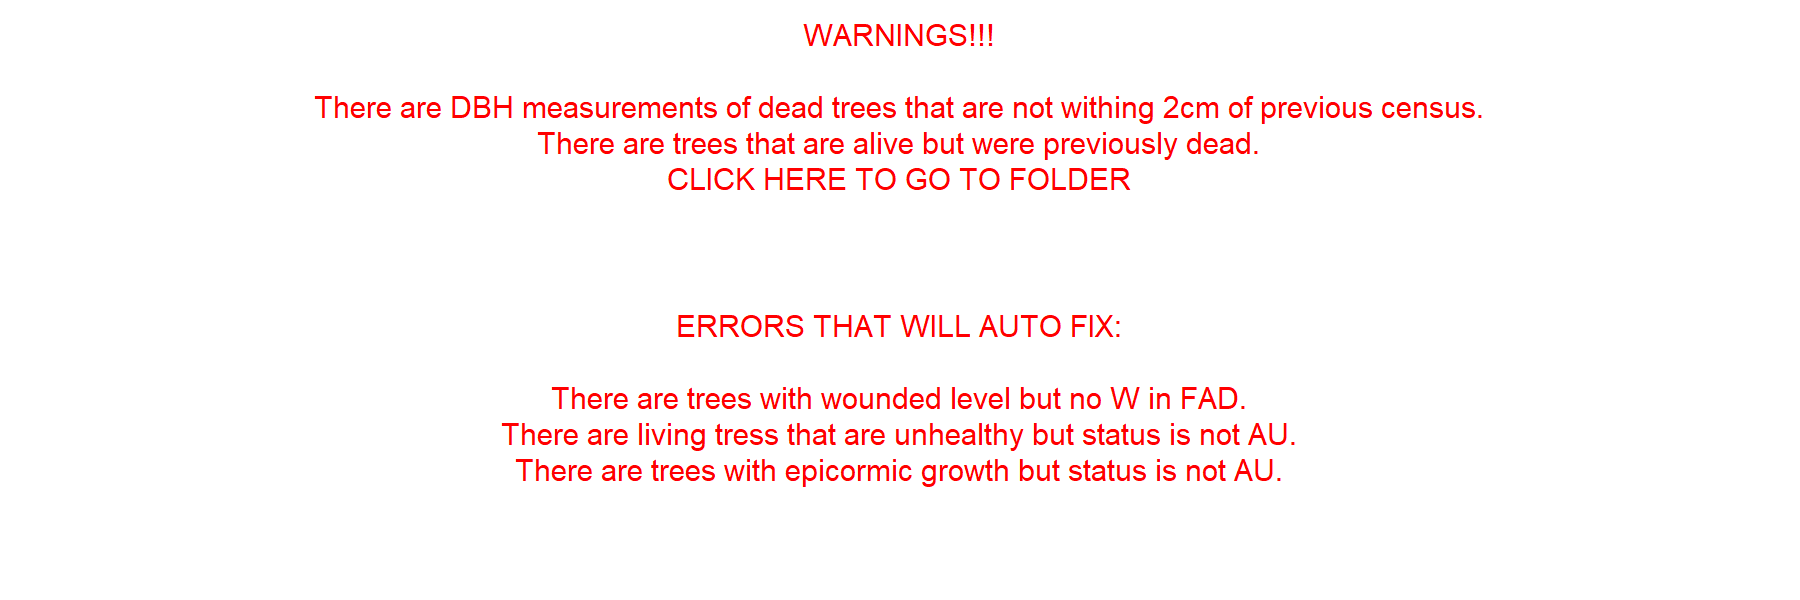 WARNINGS!!!
There are DBH measurements of dead trees that are not withing 2cm of previous census.
There are trees that are alive but were previously dead.
CLICK HERE TO GO TO FOLDER
ERRORS THAT WILL AUTO FIX:
There are trees with wounded level but no W in FAD.
There are living tress that are unhealthy but status is not AU.
There are trees with epicormic growth but status is not AU.